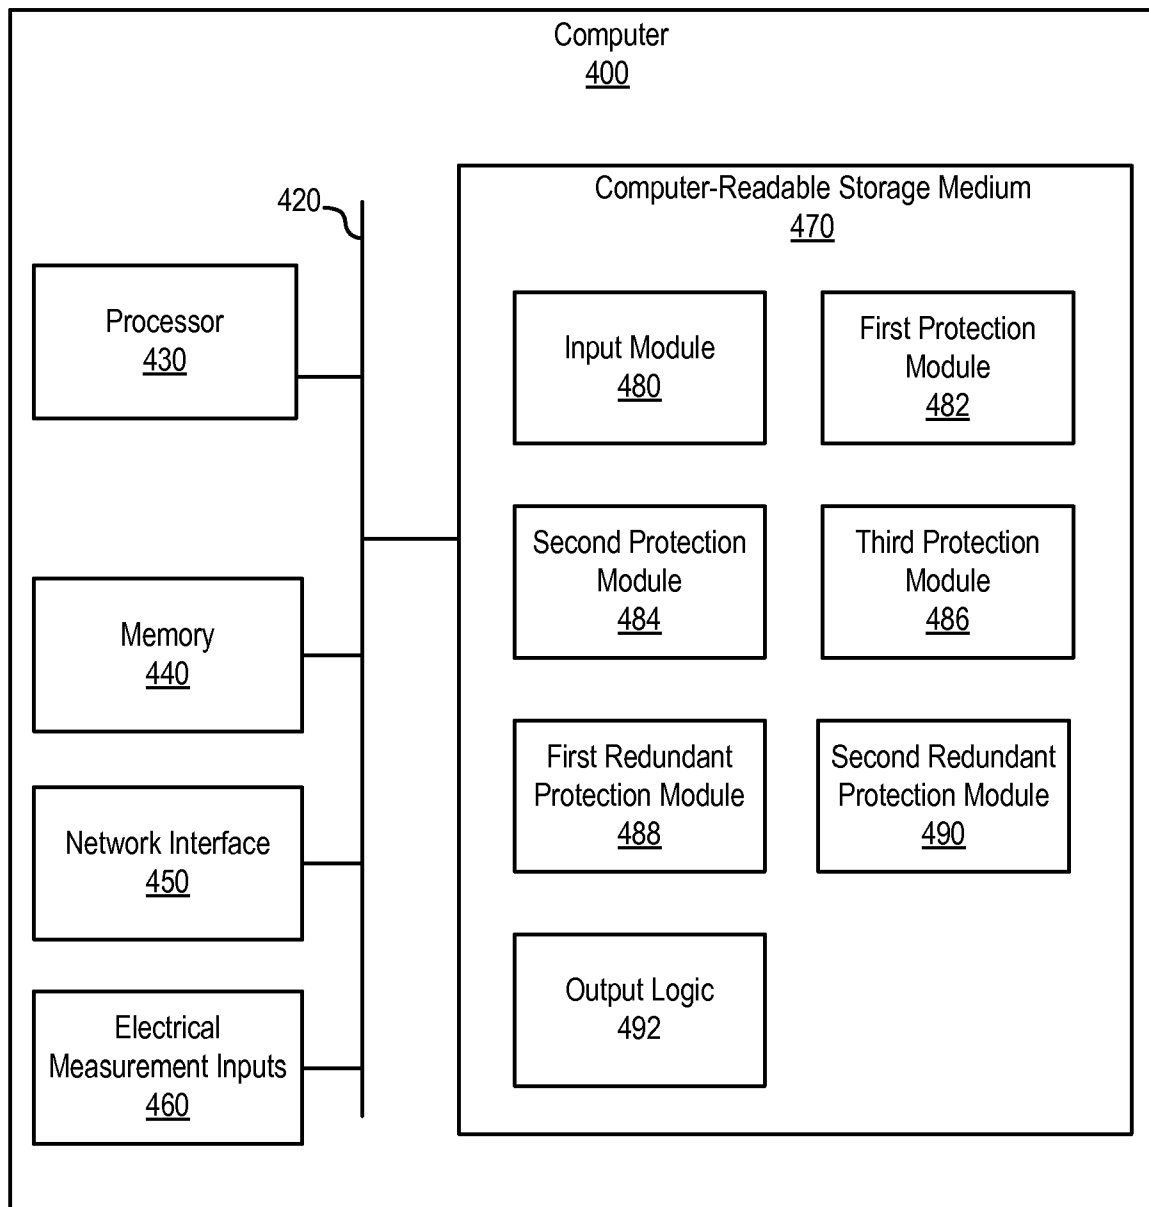 Computer
400
420
Processor
430
Memory
440
Network Interface
450
Electrical
Measurement Inputs
460
Computer-Readable Storage Medium
470
Input Module
480
First Protection
Module
482
Second Protection
Module
484
Third Protection
Module
486
First Redundant
Protection Module
488
Second Redundant
Protection Module
490
Output Logic
492